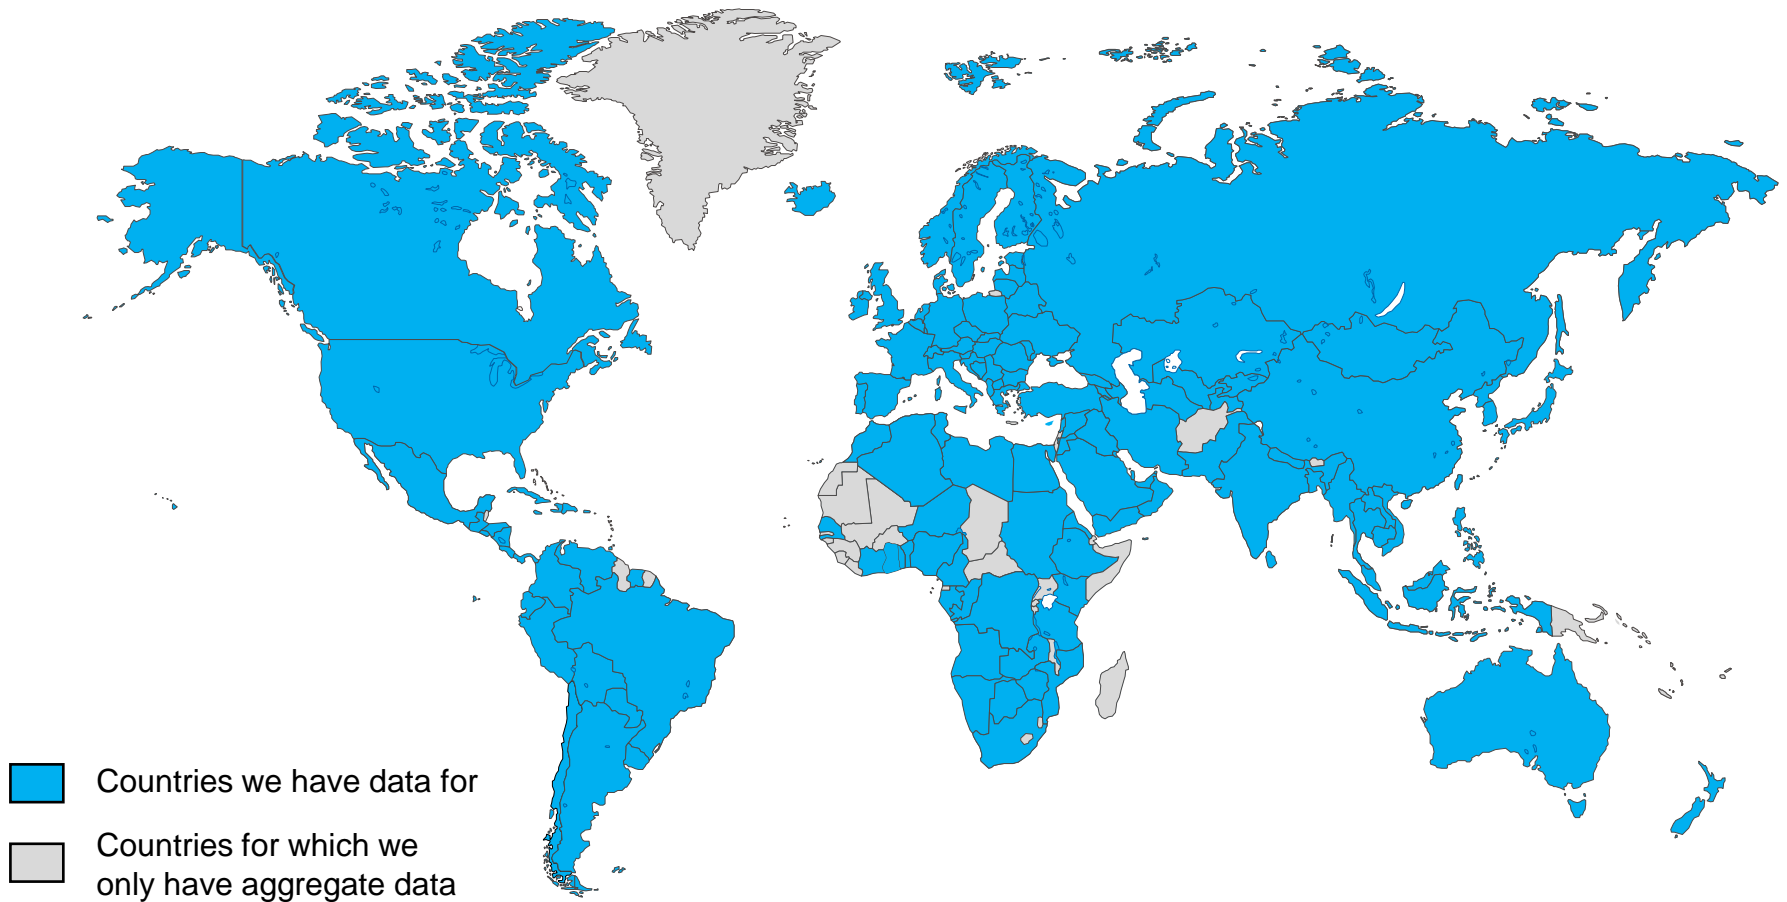 Countries we have data for
Countries for which we
only have aggregate data